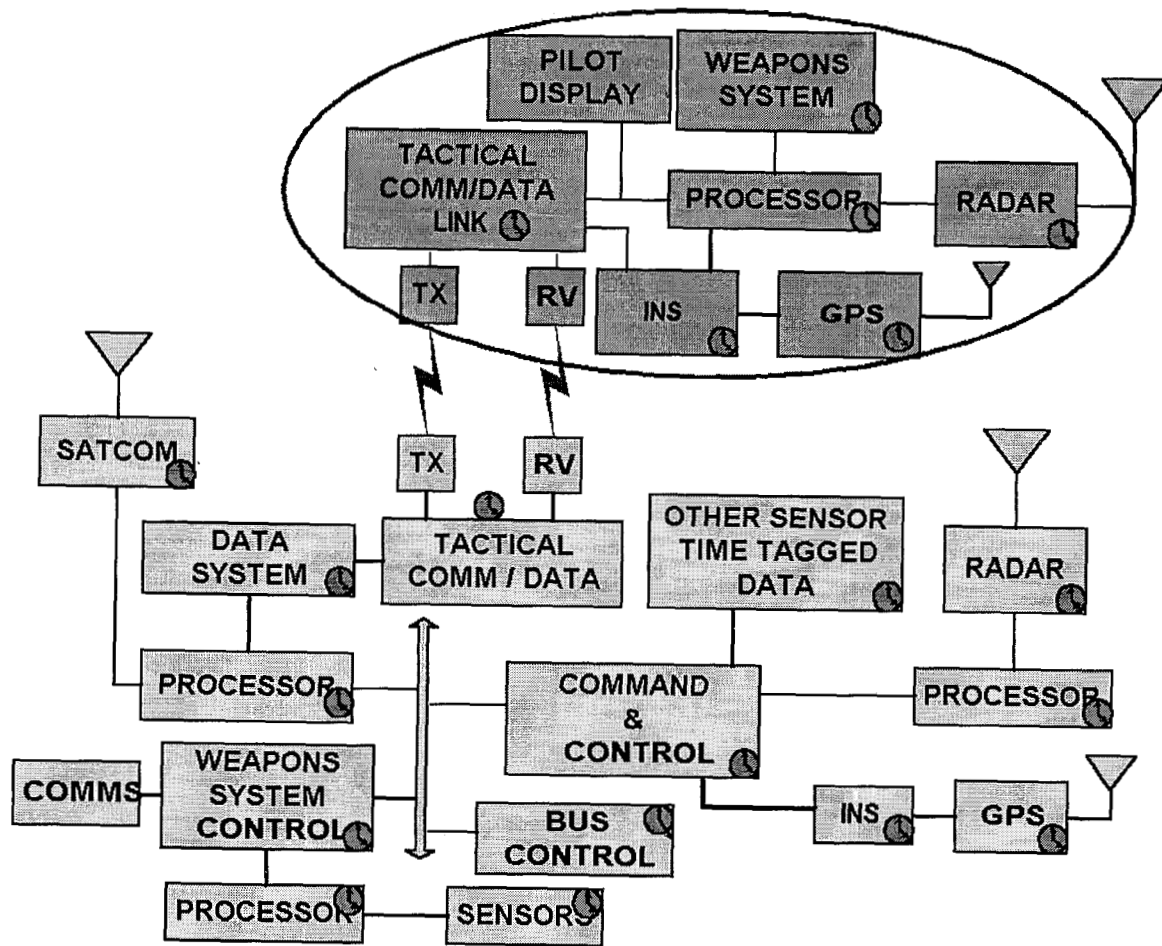 PILOT
DISPLAY
WEAPONS
SYSTEM
TACTICAL
COMM/DATA
LINK
PROCESSOR
RADAR
TX
RV
INS
GPS
SATCOM
TX
RV
DATA
SYSTEM
TACTICAL
COMM / DATA
OTHER SENSOR
TIME TAGGED
DATA
RADAR
PROCESSOR
COMMAND
&
CONTROL
PROCESSOR
COMMS
WEAPONS
SYSTEM
CONTROL
BUS
CONTROL
INS
GPS
PROCESSOR
SENSORS